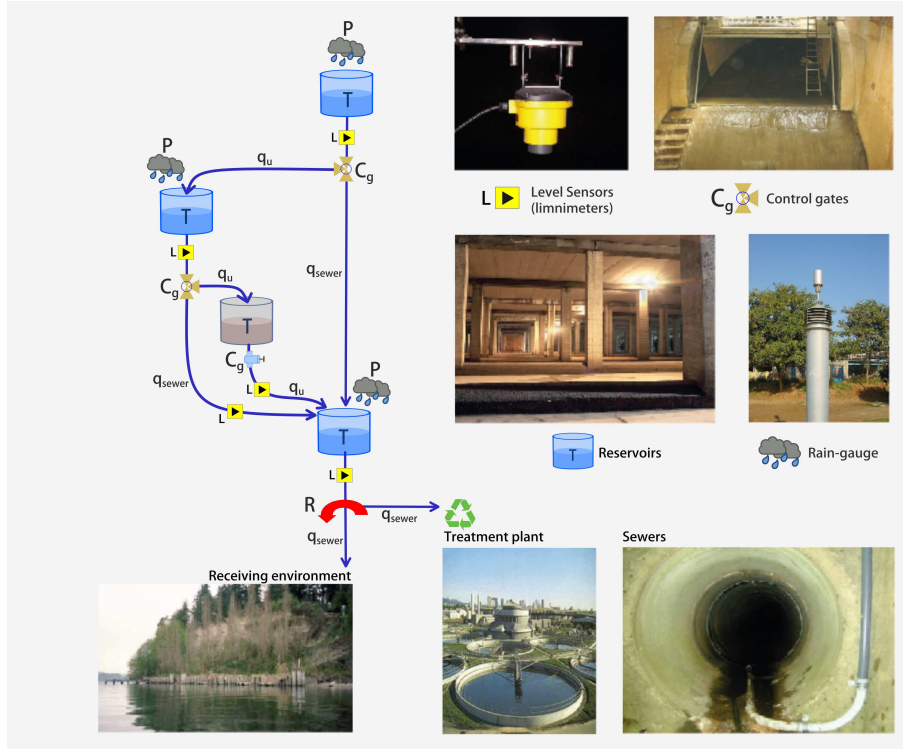 P
T
L
Cg
qu
P
T
L
Cg
qu
qsewer
T
Cg
qsewer
L
qu
P
L
T
L
R
qsewer
qsewer
Receiving environment
L
Level Sensors
(limnimeters)
Cg
Control gates
T
Reservoirs
Rain-gauge
Treatment plant
Sewers